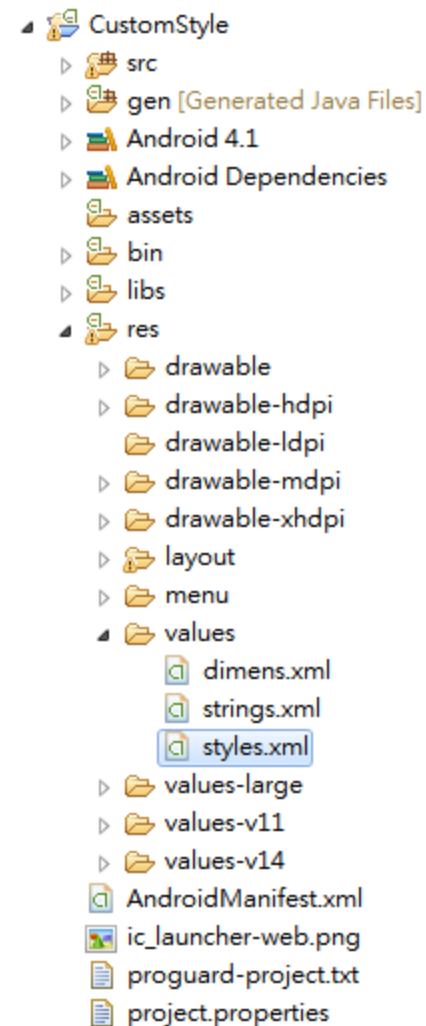 CustomStyle
src
gen [Generated Java Files]
Android 4.1
Android Dependencies
assets
bin
libs
res
drawable
drawable-hdpi
drawable-ldpi
drawable-mdpi
drawable-xhdpi
layout
menu
values
dimens.xml
strings.xml
styles.xml
values-large
values-v11
values-v14
AndroidManifest.xml
ic_launcher-web.png
proguard-project.txt
project.properties